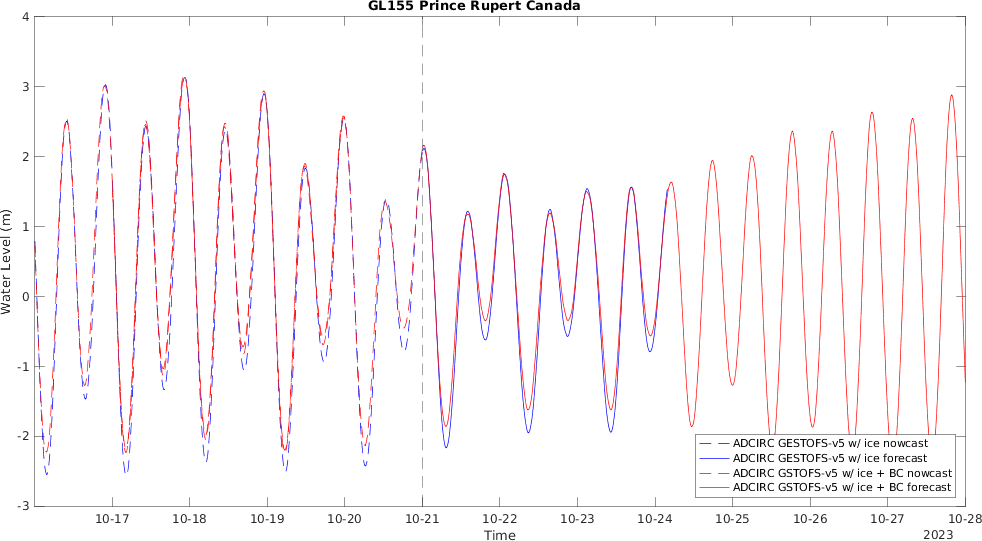 GL155 Prince Rupert Canada
4
3
2
1
0
-1
-2
-3
Water Level (m)
ADCIRC GESTOFS-v5 w/ ice nowcast
ADCIRC GESTOFS-v5 w/ ice forecast
ADCIRC GSTOFS-v5 w/ ice + BC nowcast
ADCIRC GSTOFS-v5 w/ ice + BC forecast
10-17 10-18 10-19 10-20 10-21 10-22 10-23 10-24 10-25 10-26 10-27 10-28
Time
2023